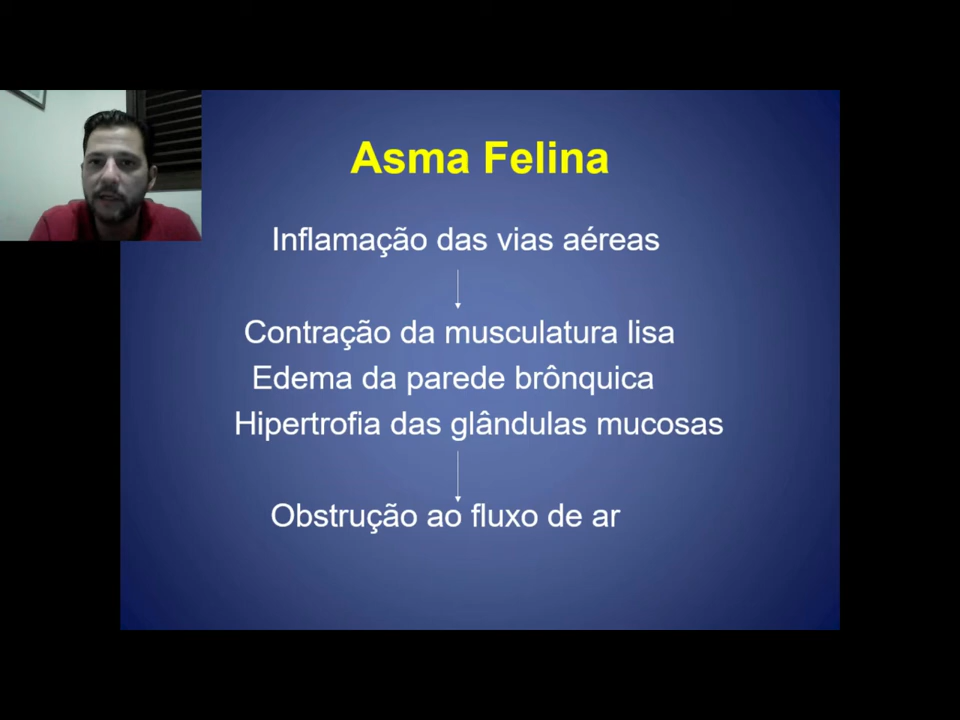 Asma Felina
Inflamação das vias aéreas
Contração da musculatura lisa
Edema da parede brônquica
Hipertrofia das glândulas mucosas
Obstrução ao fluxo de ar